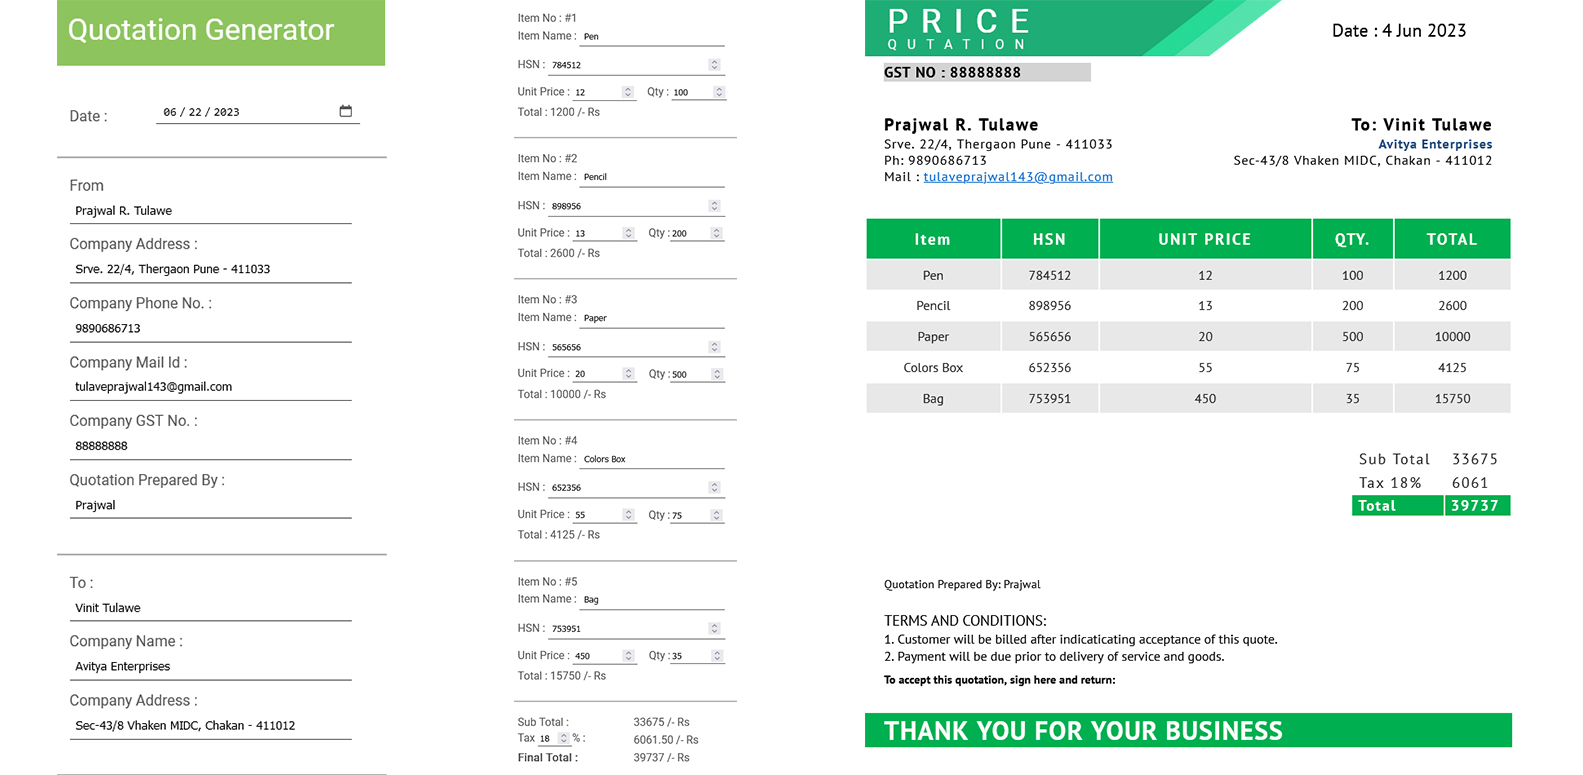 Quotation Generator
Date :
06 / 22 / 2023
From
Prajwal R. Tulawe
Company Address :
Srve. 22/4, Thergaon Pune - 411033
Company Phone No. :
9890686713
Company Mail Id :
tulaveprajwal143@gmail.com
Company GST No. :
88888888
Quotation Prepared By :
Prajwal
To :
Vinit Tulawe
Company Name :
Avitya Enterprises
Company Address :
Sec-43/8 Vhaken MIDC, Chakan - 411012
Item No : #1
Item Name : Pen
HSN : 784512
Unit Price : 12 Qty : 100
Total : 1200 /- Rs
Item No : #2
Item Name : Pencil
HSN : 898956
Unit Price : 13 Qty : 200
Total : 2600 /- Rs
Item No : #3
Item Name : Paper
HSN : 565656
Unit Price : 20 Qty : 500
Total : 10000 /- Rs
Item No : #4
Item Name : Colors Box
HSN : 652356
Unit Price : 55 Qty : 75
Total : 4125 /- Rs
Item No : #5
Item Name : Bag
HSN : 753951
Unit Price : 450 Qty : 35
Total : 15750 /- Rs
Sub Total : 33675 /- Rs
Tax 18 % : 6061.50 /- Rs
Final Total : 39737 /- Rs
PRICE
QUTATION
Date : 4 Jun 2023
GST NO : 88888888
Prajwal R. Tulawe
Srve. 22/4, Thergaon Pune - 411033
Ph: 9890686713
Mail : tulaveprajwal143@gmail.com
To: Vinit Tulawe
Avitya Enterprises
Sec-43/8 Vhaken MIDC, Chakan - 411012
Item HSN UNIT PRICE QTY. TOTAL
Pen 784512 12 100 1200
Pencil 898956 13 200 2600
Paper 565656 20 500 10000
Colors Box 652356 55 75 4125
Bag 753951 450 35 15750
Sub Total 33675
Tax 18% 6061
Total 39737
Quotation Prepared By: Prajwal
TERMS AND CONDITIONS:
1. Customer will be billed after indicaticating acceptance of this quote.
2. Payment will be due prior to delivery of service and goods.
To accept this quotation, sign here and return:
THANK YOU FOR YOUR BUSINESS